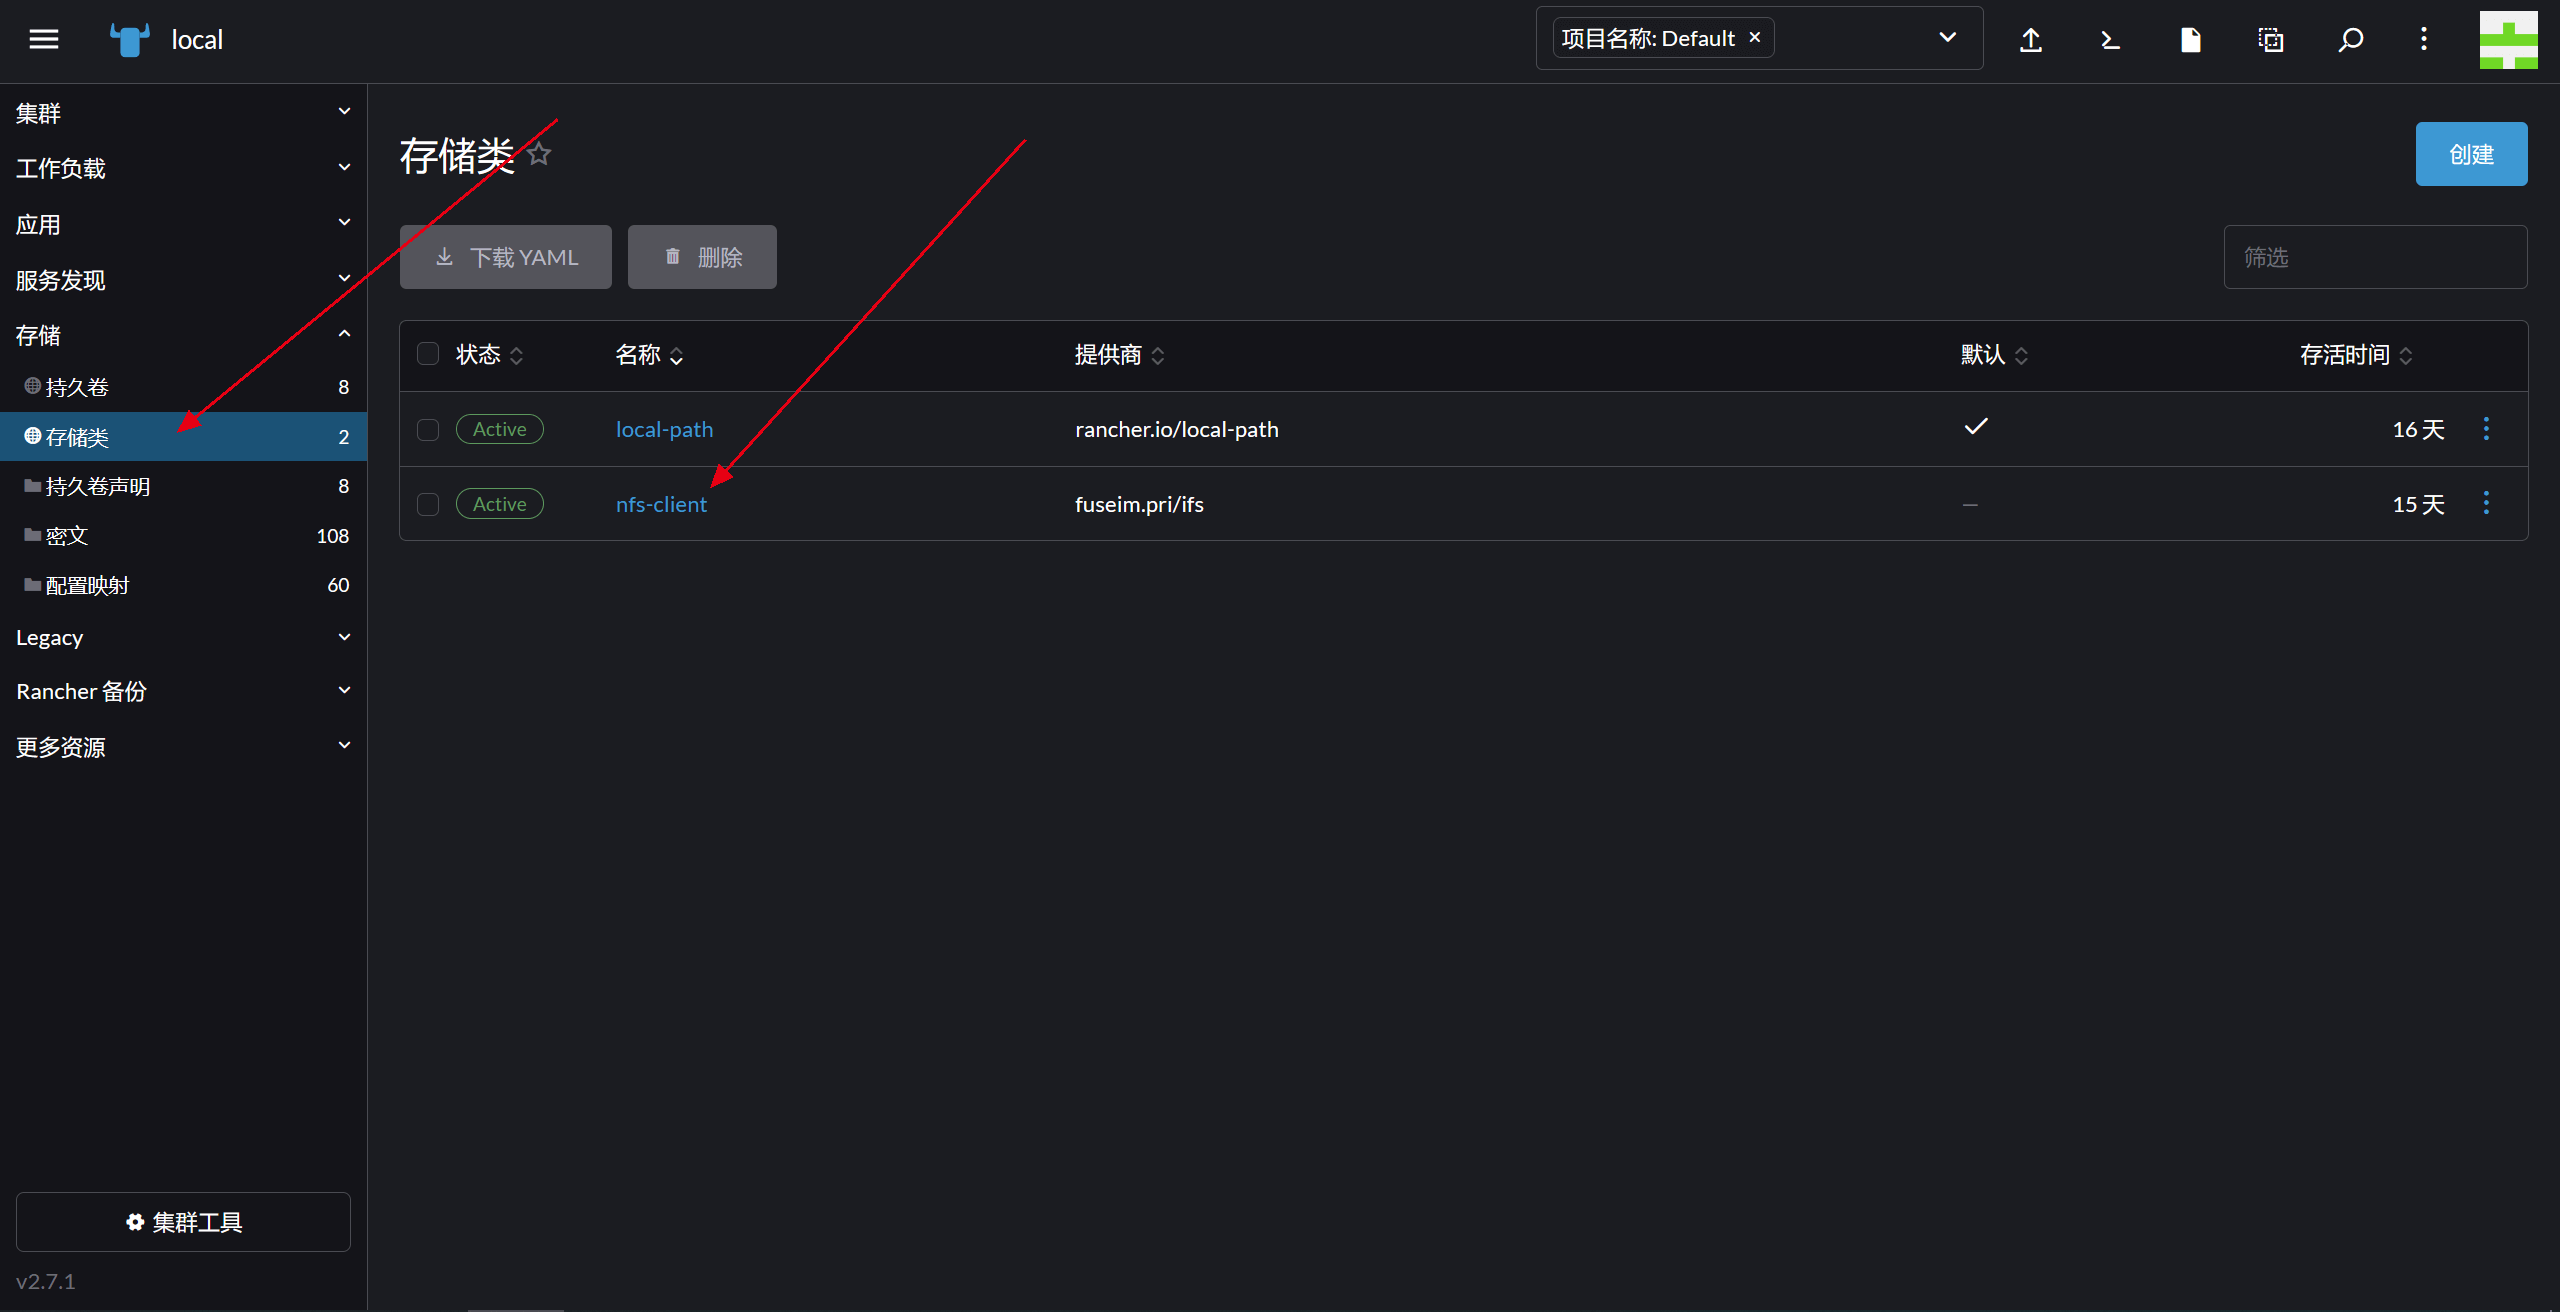 local
项目名称: Default ×
集群
工作负载
应用
服务发现
存储
持久卷 8
存储类 2
持久卷声明 8
密文 108
配置映射 60
Legacy
Rancher 备份
更多资源
集群工具
v2.7.1
存储类
创建
下载 YAML
删除
筛选
状态 名称 提供商 默认 存活时间
Active local-path rancher.io/local-path 16 天
Active nfs-client fuseim.pri/ifs — 15 天